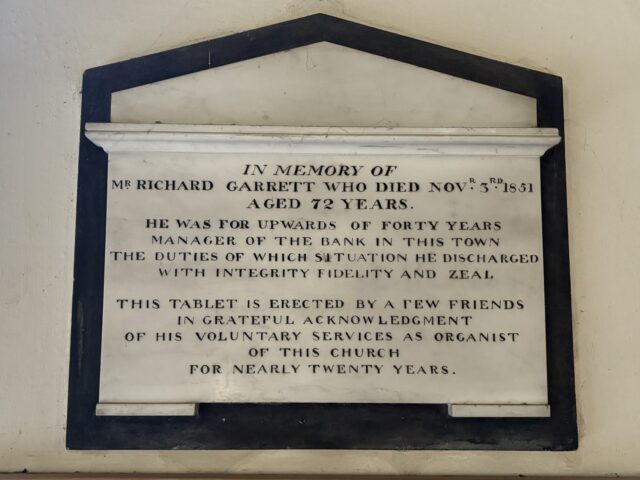 IN MEMORY OF
MR. RICHARD GARRETT WHO DIED NOVR. 3RD. 1851
AGED 72 YEARS.
HE WAS FOR UPWARDS OF FORTY YEARS
MANAGER OF THE BANK IN THIS TOWN
THE DUTIES OF WHICH SITUATION HE DISCHARGED
WITH INTEGRITY FIDELITY AND ZEAL
THIS TABLET IS ERECTED BY A FEW FRIENDS
IN GRATEFUL ACKNOWLEDGMENT
OF HIS VOLUNTARY SERVICES AS ORGANIST
OF THIS CHURCH
FOR NEARLY TWENTY YEARS.